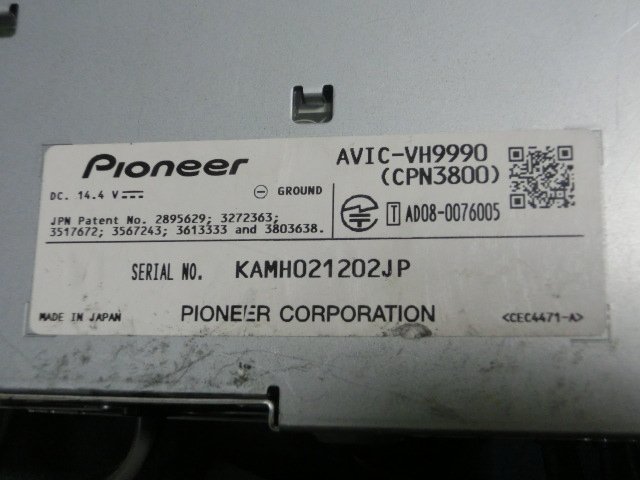 Pioneer
AVIC-VH9990
(CPN3800)
DC. 14.4 V
GROUND
T AD08-0076005
JPN Patent No. 2895629; 3272363;
3517672; 3567243; 3613333 and 3803638.
SERIAL NO. KAMH021202JP
MADE IN JAPAN
PIONEER CORPORATION
<CEC4471-A>